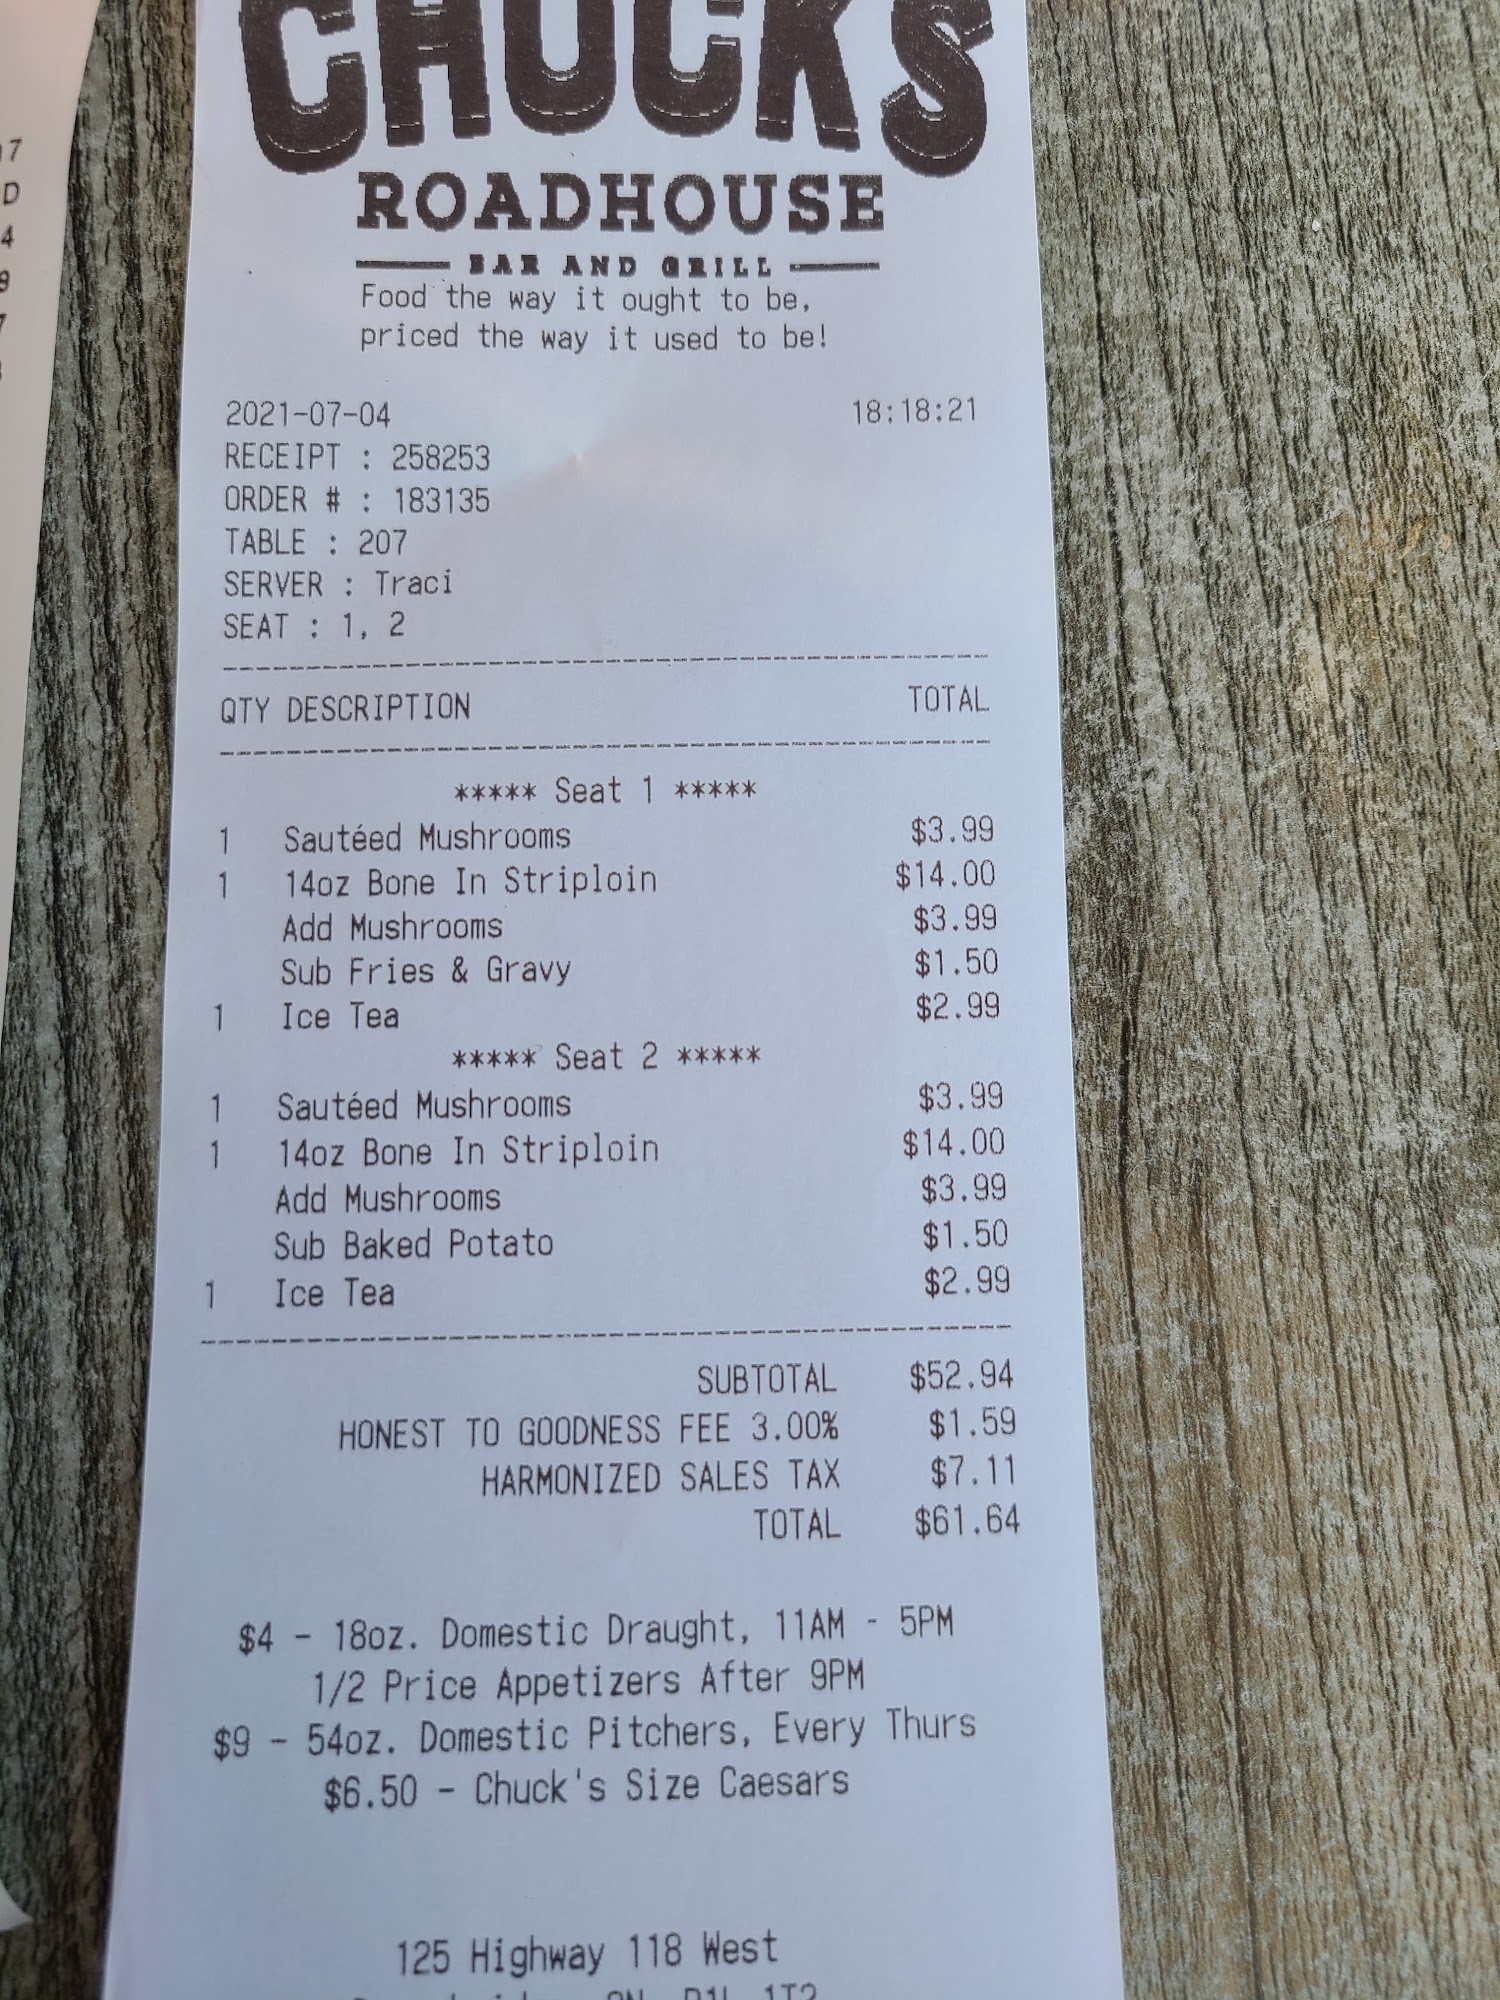 CHUCKS
ROADHOUSE
BAR AND GRILL
Food the way it ought to be,
priced the way it used to be!
2021-07-04 18:18:21
RECEIPT : 258253
ORDER # : 183135
TABLE : 207
SERVER : Traci
SEAT : 1, 2
QTY DESCRIPTION TOTAL
***** Seat 1 *****
1 Sautéed Mushrooms $3.99
1 14oz Bone In Striploin $14.00
Add Mushrooms $3.99
Sub Fries & Gravy $1.50
1 Ice Tea $2.99
***** Seat 2 *****
1 Sautéed Mushrooms $3.99
1 14oz Bone In Striploin $14.00
Add Mushrooms $3.99
Sub Baked Potato $1.50
1 Ice Tea $2.99
SUBTOTAL $52.94
HONEST TO GOODNESS FEE 3.00% $1.59
HARMONIZED SALES TAX $7.11
TOTAL $61.64
$4 - 18oz. Domestic Draught, 11AM - 5PM
1/2 Price Appetizers After 9PM
$9 - 54oz. Domestic Pitchers, Every Thurs
$6.50 - Chuck's Size Caesars
125 Highway 118 West